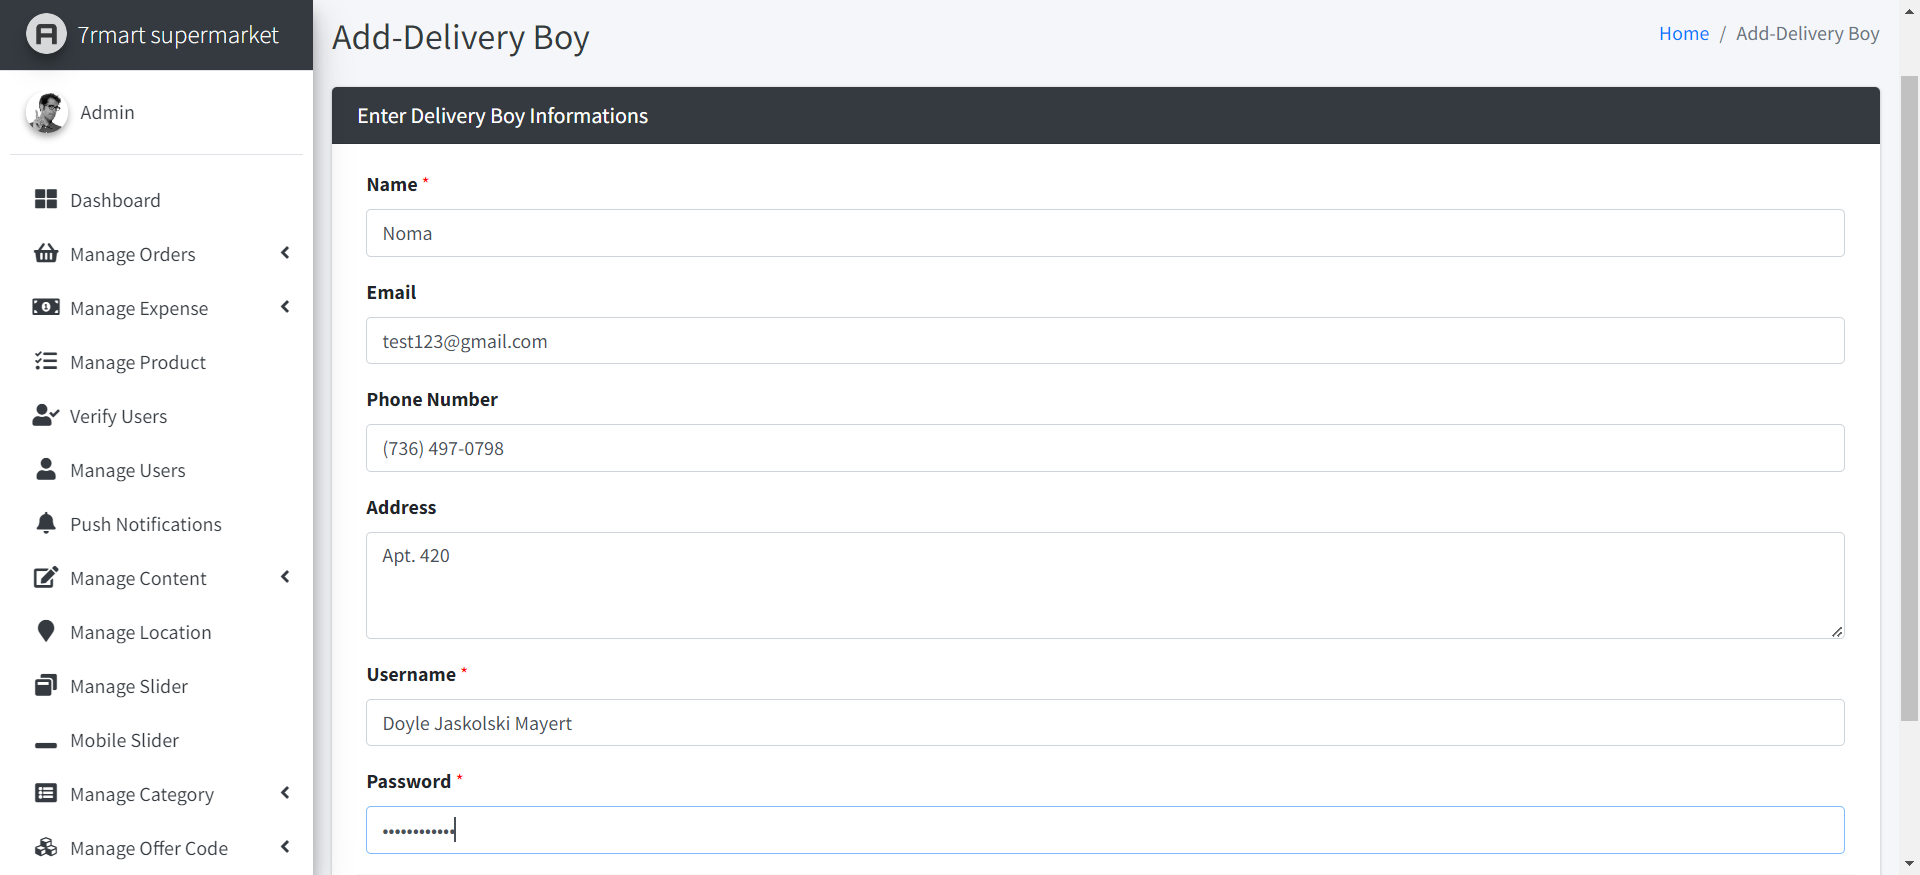 7rmart supermarket
Admin
Dashboard
Manage Orders
Manage Expense
Manage Product
Verify Users
Manage Users
Push Notifications
Manage Content
Manage Location
Manage Slider
Mobile Slider
Manage Category
Manage Offer Code
Add-Delivery Boy
Home / Add-Delivery Boy
Enter Delivery Boy Informations
Name *
Noma
Email
test123@gmail.com
Phone Number
(736) 497-0798
Address
Apt. 420
Username *
Doyle Jaskolski Mayert
Password *
••••••••••••